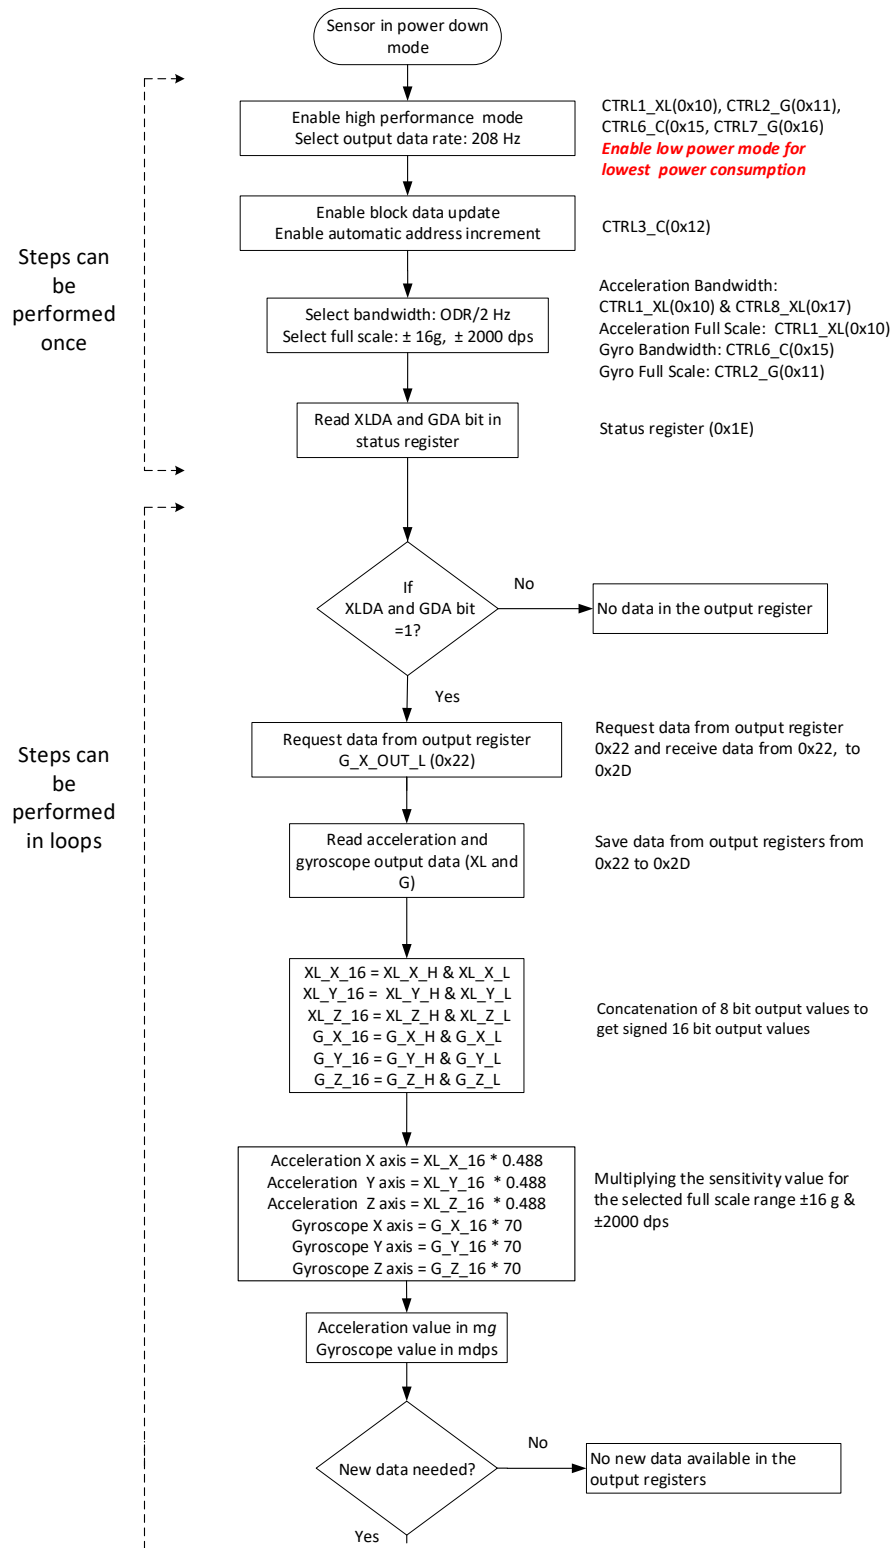 Sensor in power down
mode
Enable high performance  mode
Select output data rate: 208 Hz
CTRL1_XL(0x10), CTRL2_G(0x11),
CTRL6_C(0x15, CTRL7_G(0x16)
Enable low power mode for
lowest  power consumption
Enable block data update
Enable automatic address increment
CTRL3_C(0x12)
Steps can
be
performed
once
Select bandwidth: ODR/2 Hz
Select full scale: ± 16g,  ± 2000 dps
Acceleration Bandwidth:
CTRL1_XL(0x10) & CTRL8_XL(0x17)
Acceleration Full Scale:  CTRL1_XL(0x10)
Gyro Bandwidth: CTRL6_C(0x15)
Gyro Full Scale: CTRL2_G(0x11)
Read XLDA and GDA bit in
status register
Status register (0x1E)
If
XLDA and GDA bit
=1?
No
No data in the output register
Yes
Steps can
be
performed
in loops
Request data from output register
G_X_OUT_L (0x22)
Request data from output register
0x22 and receive data from 0x22,  to
0x2D
Read acceleration and
gyroscope output data (XL and
G)
Save data from output registers from
0x22 to 0x2D
XL_X_16 = XL_X_H & XL_X_L
XL_Y_16 =  XL_Y_H & XL_Y_L
XL_Z_16 = XL_Z_H & XL_Z_L
G_X_16 = G_X_H & G_X_L
G_Y_16 = G_Y_H & G_Y_L
G_Z_16 = G_Z_H & G_Z_L
Concatenation of 8 bit output values to
get signed 16 bit output values
Acceleration X axis = XL_X_16 * 0.488
Acceleration  Y axis = XL_Y_16  * 0.488
Acceleration  Z axis = XL_Z_16  * 0.488
Gyroscope X axis = G_X_16 * 70
Gyroscope Y axis = G_Y_16 * 70
Gyroscope Z axis = G_Z_16 * 70
Multiplying the sensitivity value for
the selected full scale range ±16 g &
±2000 dps
Acceleration value in mg
Gyroscope value in mdps
New data needed?
No
No new data available in the
output registers
Yes